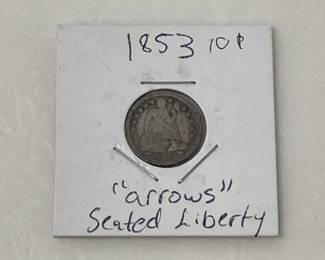 1853 10¢
"arrows"
Seated Liberty